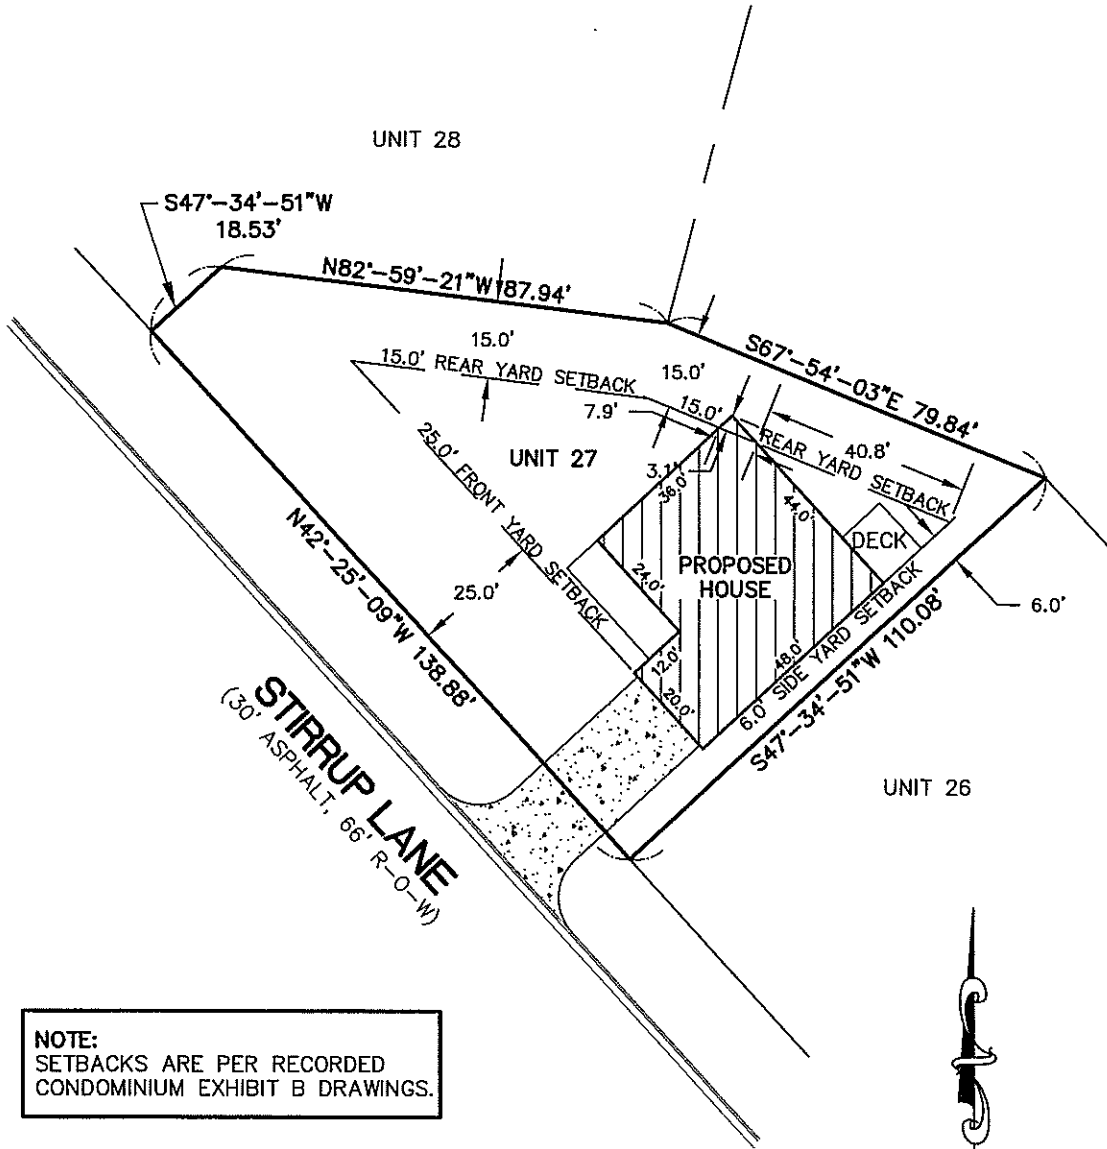 UNIT 28
S47°-34'-51"W
18.53'
N82°-59'-21"W 87.94'
S67°-54'-03"E 79.84'
15.0'
15.0' REAR YARD SETBACK
15.0'
15.0'
7.9'
REAR YARD SETBACK
40.8'
25.0' FRONT YARD SETBACK
UNIT 27
3.1'
36.0'
44.0'
DECK
N42°-25'-09"W 138.88'
25.0'
24.0'
PROPOSED
HOUSE
6.0'
12.0'
20.0'
48.0'
6.0' SIDE YARD SETBACK
S47°-34'-51"W 110.08'
STIRRUP LANE
(30' ASPHALT, 66' R-O-W)
UNIT 26
NOTE:
SETBACKS ARE PER RECORDED
CONDOMINIUM EXHIBIT B DRAWINGS.